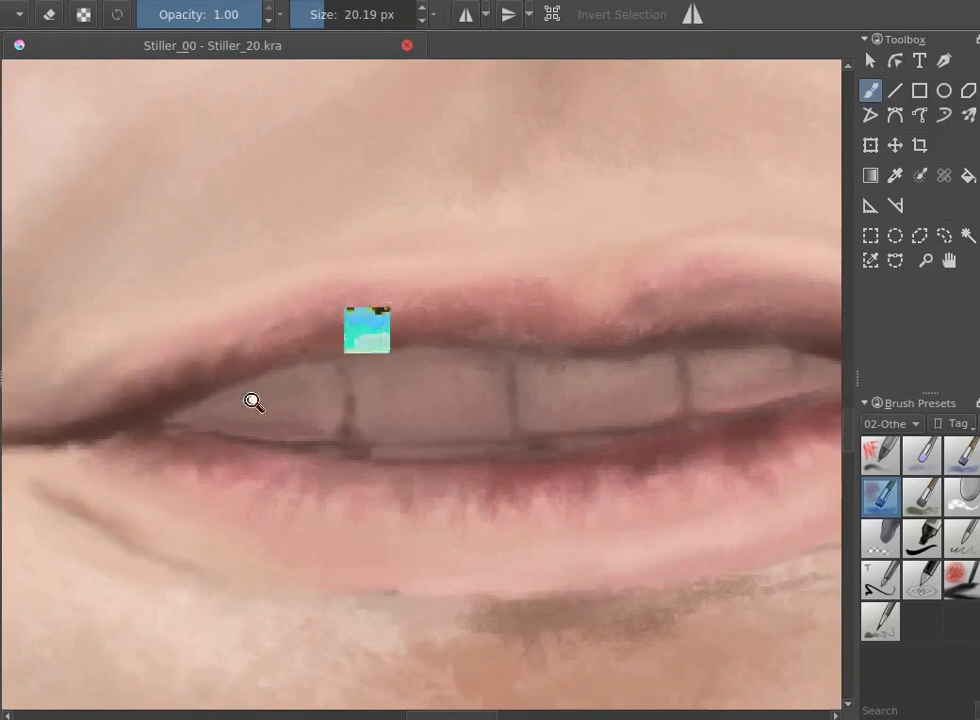 Opacity: 1.00
Size: 20.19 px
Invert Selection
Stiller_00 - Stiller_20.kra
Toolbox
Brush Presets
02-Othe
Tag
Search